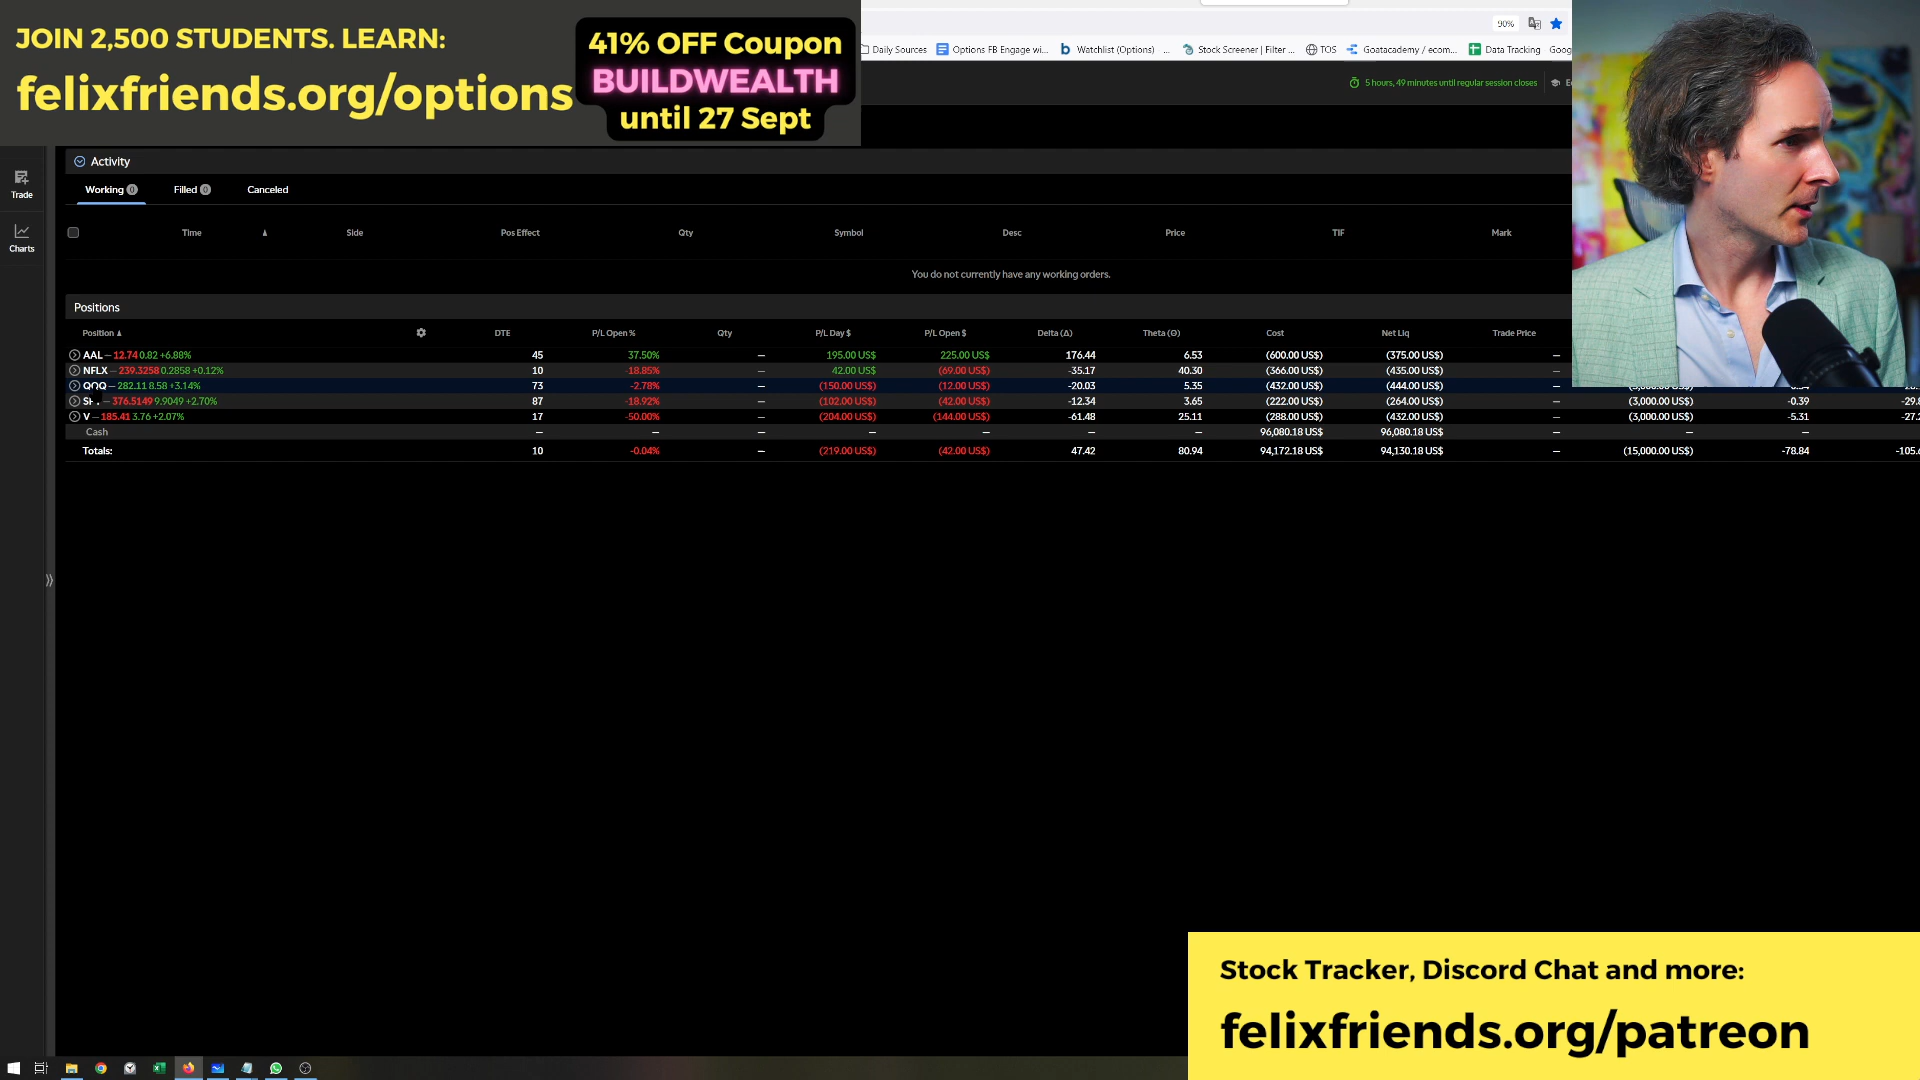 JOIN 2,500 STUDENTS. LEARN:
felixfriends.org/options
41% OFF Coupon
BUILDWEALTH
until 27 Sept
90%
Daily Sources Options FB Engage wi... Watchlist (Options) ... Stock Screener | Filter ... TOS Goatacademy / ecom... Data Tracking Goog
5 hours, 49 minutes until regular session closes
Trade
Charts
Activity
Working 0 Filled 0 Canceled
Time Side Pos Effect Qty Symbol Desc Price TIF Mark
You do not currently have any working orders.
Positions
Position DTE P/L Open % Qty P/L Day $ P/L Open $ Delta (Δ) Theta (Θ) Cost Net Liq Trade Price
AAL – 12.74 0.82 +6.88% 45 37.50% – 195.00 US$ 225.00 US$ 176.44 6.53 (600.00 US$) (375.00 US$) –
NFLX – 239.3258 0.2858 +0.12% 10 -18.85% – 42.00 US$ (69.00 US$) -35.17 40.30 (366.00 US$) (435.00 US$) –
QQQ – 282.11 8.58 +3.14% 73 -2.78% – (150.00 US$) (12.00 US$) -20.03 5.35 (432.00 US$) (444.00 US$) –
– 376.5149 9.9049 +2.70% 87 -18.92% – (102.00 US$) (42.00 US$) -12.34 3.65 (222.00 US$) (264.00 US$) – (3,000.00 US$) -0.39
V – 185.41 3.76 +2.07% 17 -50.00% – (204.00 US$) (144.00 US$) -61.48 25.11 (288.00 US$) (432.00 US$) – (3,000.00 US$) -5.31
Cash – – – – – – – 96,080.18 US$ 96,080.18 US$ – – –
Totals: 10 -0.04% – (219.00 US$) (42.00 US$) 47.42 80.94 94,172.18 US$ 94,130.18 US$ – (15,000.00 US$) -78.84
Stock Tracker, Discord Chat and more:
felixfriends.org/patreon